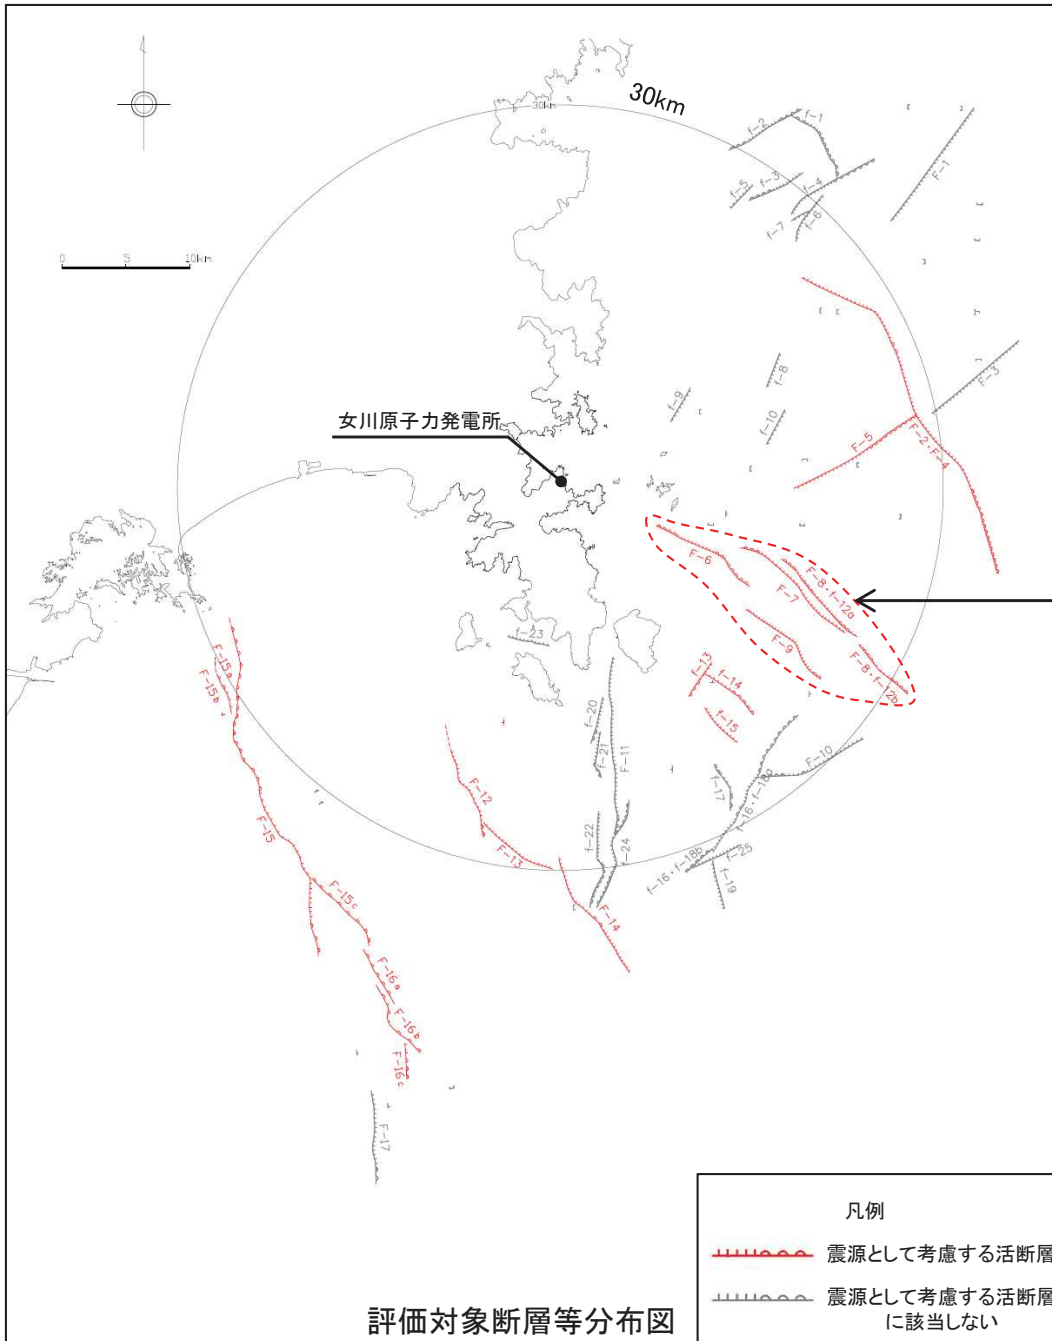 30km
30km
f-2
f-1
F-1
f-5
f-3
f-4
f-7
f-6
0 5 10km
f-8
F-3
f-9
f-10
女川原子力発電所
F-5
F-2・F-4
F-6
F-8・f-12a
F-7
f-23
F-9
F-15a
F-15b
f-13
f-14
F-8・f-12b
f-20
f-15
f-21
F-11
F-10
f-17
f-16・f-18a
F-12
F-15
f-22
f-24
F-13
f-16・f-18b
f-25
f-19
F-15c
F-14
F-16a
F-16b
F-16c
F-17
凡例
震源として考慮する活断層
震源として考慮する活断層
に該当しない
評価対象断層等分布図